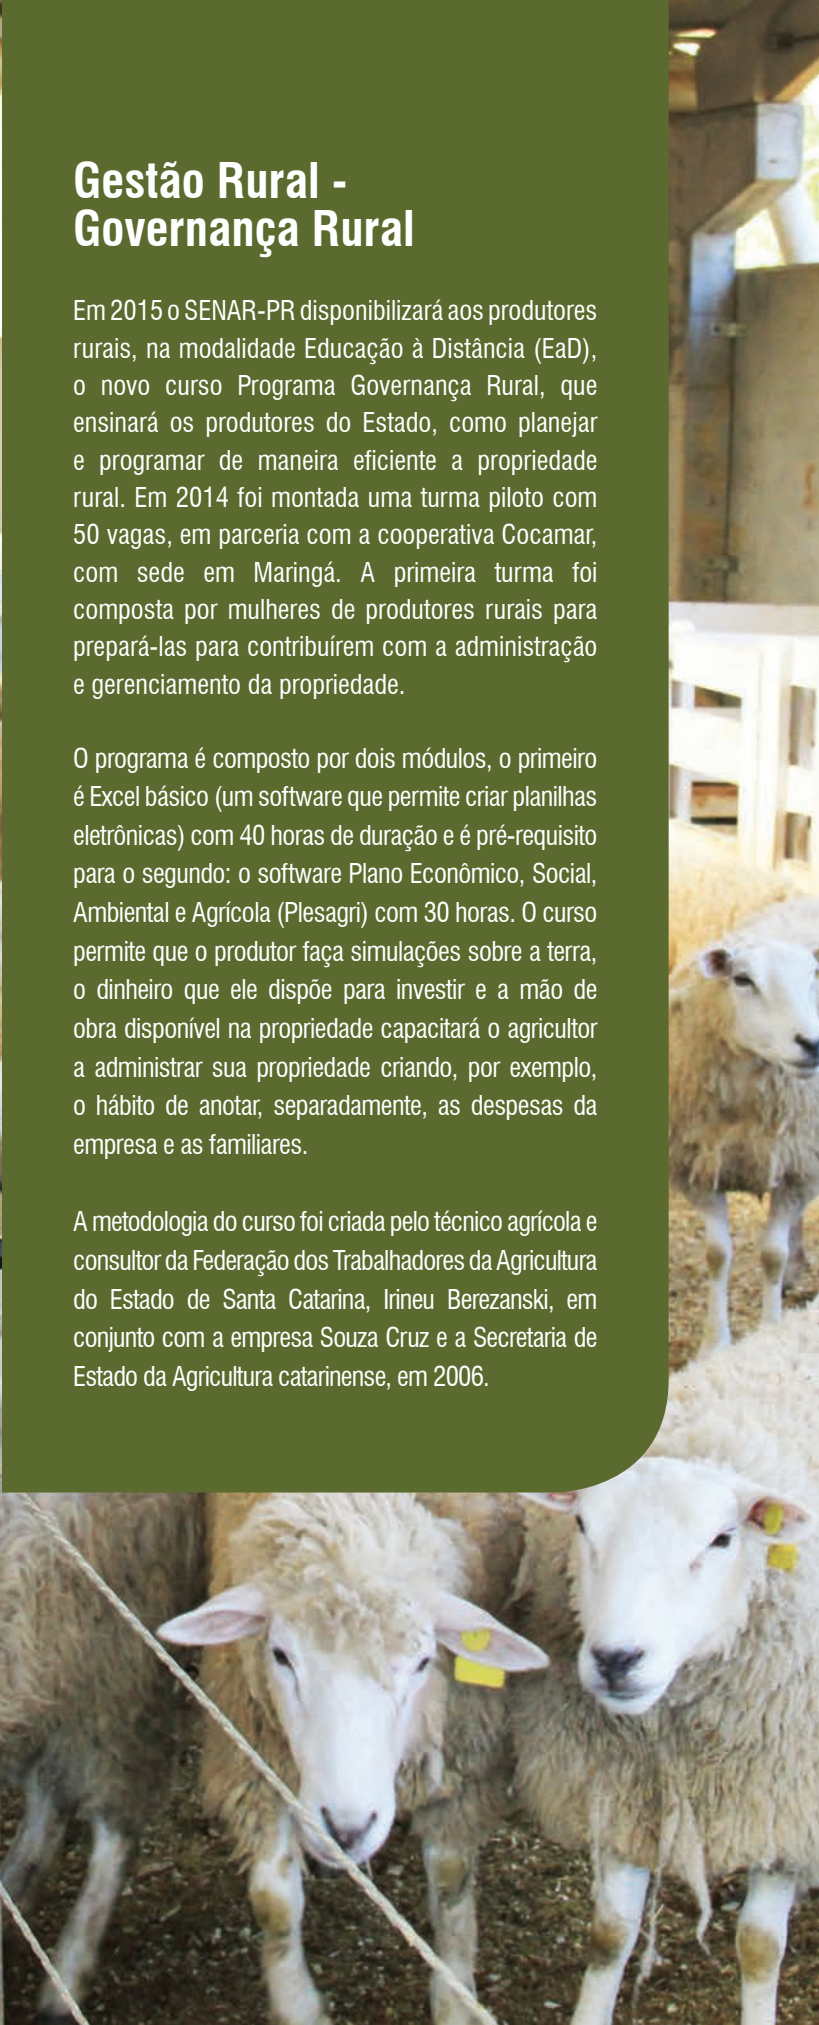 Gestão Rural -
Governança Rural
Em 2015 o SENAR-PR disponibilizará aos produtores
rurais, na modalidade Educação à Distância (EaD),
o novo curso Programa Governança Rural, que
ensinará os produtores do Estado, como planejar
e programar de maneira eficiente a propriedade
rural. Em 2014 foi montada uma turma piloto com
50 vagas, em parceria com a cooperativa Cocamar,
com sede em Maringá. A primeira turma foi
composta por mulheres de produtores rurais para
prepará-las para contribuírem com a administração
e gerenciamento da propriedade.
O programa é composto por dois módulos, o primeiro
é Excel básico (um software que permite criar planilhas
eletrônicas) com 40 horas de duração e é pré-requisito
para o segundo: o software Plano Econômico, Social,
Ambiental e Agrícola (Plesagri) com 30 horas. O curso
permite que o produtor faça simulações sobre a terra,
o dinheiro que ele dispõe para investir e a mão de
obra disponível na propriedade capacitará o agricultor
a administrar sua propriedade criando, por exemplo,
o hábito de anotar, separadamente, as despesas da
empresa e as familiares.
A metodologia do curso foi criada pelo técnico agrícola e
consultor da Federação dos Trabalhadores da Agricultura
do Estado de Santa Catarina, Irineu Berezanski, em
conjunto com a empresa Souza Cruz e a Secretaria de
Estado da Agricultura catarinense, em 2006.